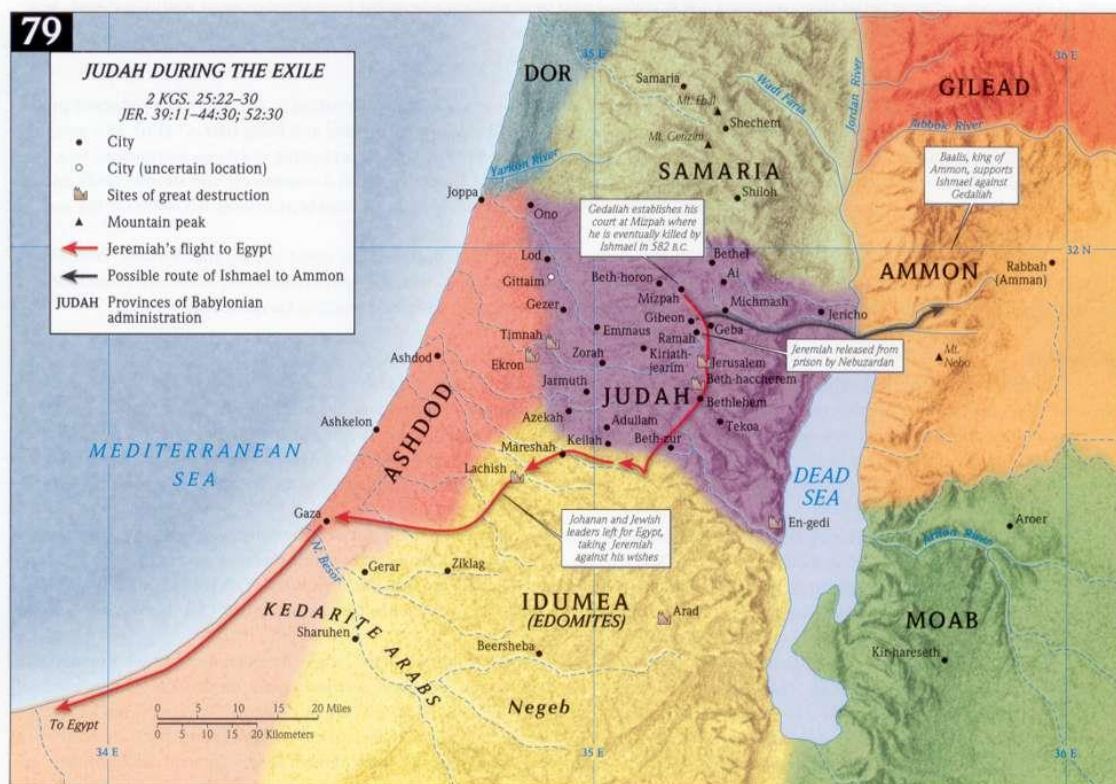 79
JUDAH DURING THE EXILE
2 KGS. 25:22–30
JER. 39:11–44:30; 52:30
City
City (uncertain location)
Sites of great destruction
Mountain peak
Jeremiah's flight to Egypt
Possible route of Ishmael to Ammon
JUDAH Provinces of Babylonian
administration
35 E
36 E
DOR
Samaria
Mt. Ebal
Wadi Faria
Jordan River
GILEAD
Shechem
Mt. Gerizim
Jabbok River
Yarkon River
SAMARIA
Baalis, king of
Ammon, supports
Ishmael against
Gedaliah
Joppa
Ono
Shiloh
Gedaliah establishes his
court at Mizpah where
he is eventually killed by
Ishmael in 582 B.C.
32 N
Lod
Bethel
AMMON
Rabbah
(Amman)
Gittaim
Beth-horon
Ai
Mizpah
Michmash
Gezer
Gibeon
Jericho
Emmaus
Ramah
Geba
Timnah
Kiriath-
jearim
Jeremiah released from
prison by Nebuzardan
Mt.
Nebo
Ashdod
Ekron
Zorah
Jerusalem
Jarmuth
Beth-haccherem
JUDAH
Bethlehem
Azekah
Adullam
Tekoa
Ashkelon
ASHDOD
MEDITERRANEAN
SEA
Mareshah
Keilah
Beth-zur
Lachish
DEAD
SEA
Gaza
Johanan and Jewish
leaders left for Egypt,
taking Jeremiah
against his wishes
En-gedi
Aroer
Arnon River
N. Besor
Gerar
Ziklag
IDUMEA
(EDOMITES)
Arad
MOAB
KEDARITE ARABS
Sharuhen
Beersheba
Kir-hareseth
Negeb
To Egypt
0 5 10 20 Miles
0 5 10 15 20 Kilometers
34 E
35 E
36 E